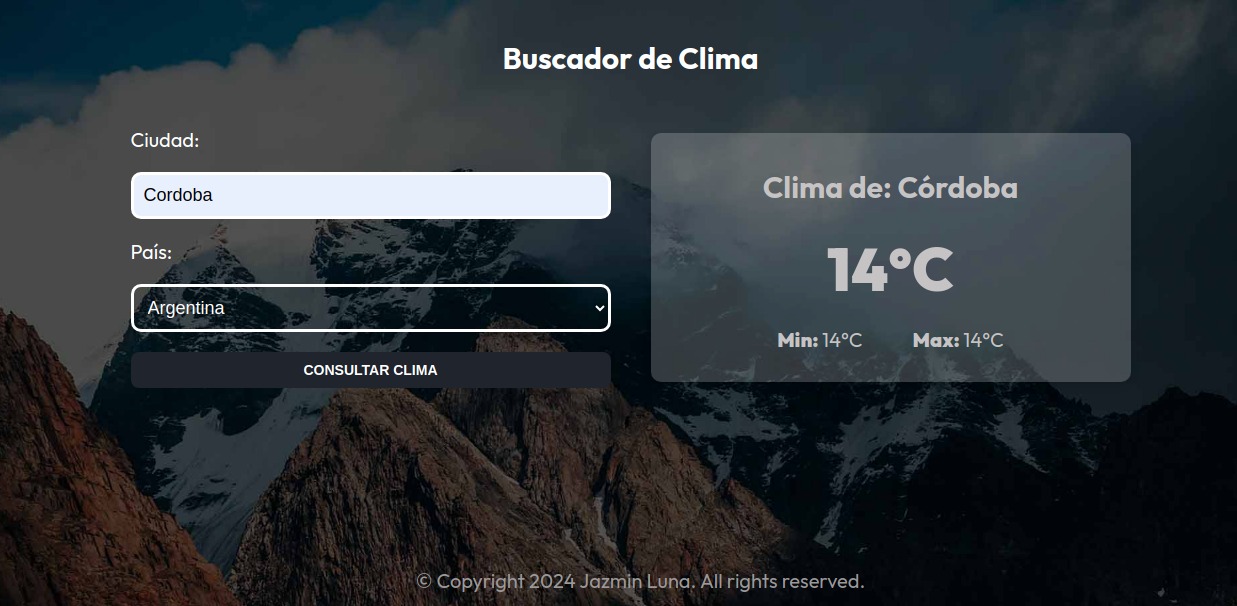 Buscador de Clima
Ciudad:
Cordoba
País:
Argentina
CONSULTAR CLIMA
Clima de: Córdoba
14°C
Min: 14°C Max: 14°C
© Copyright 2024 Jazmin Luna. All rights reserved.